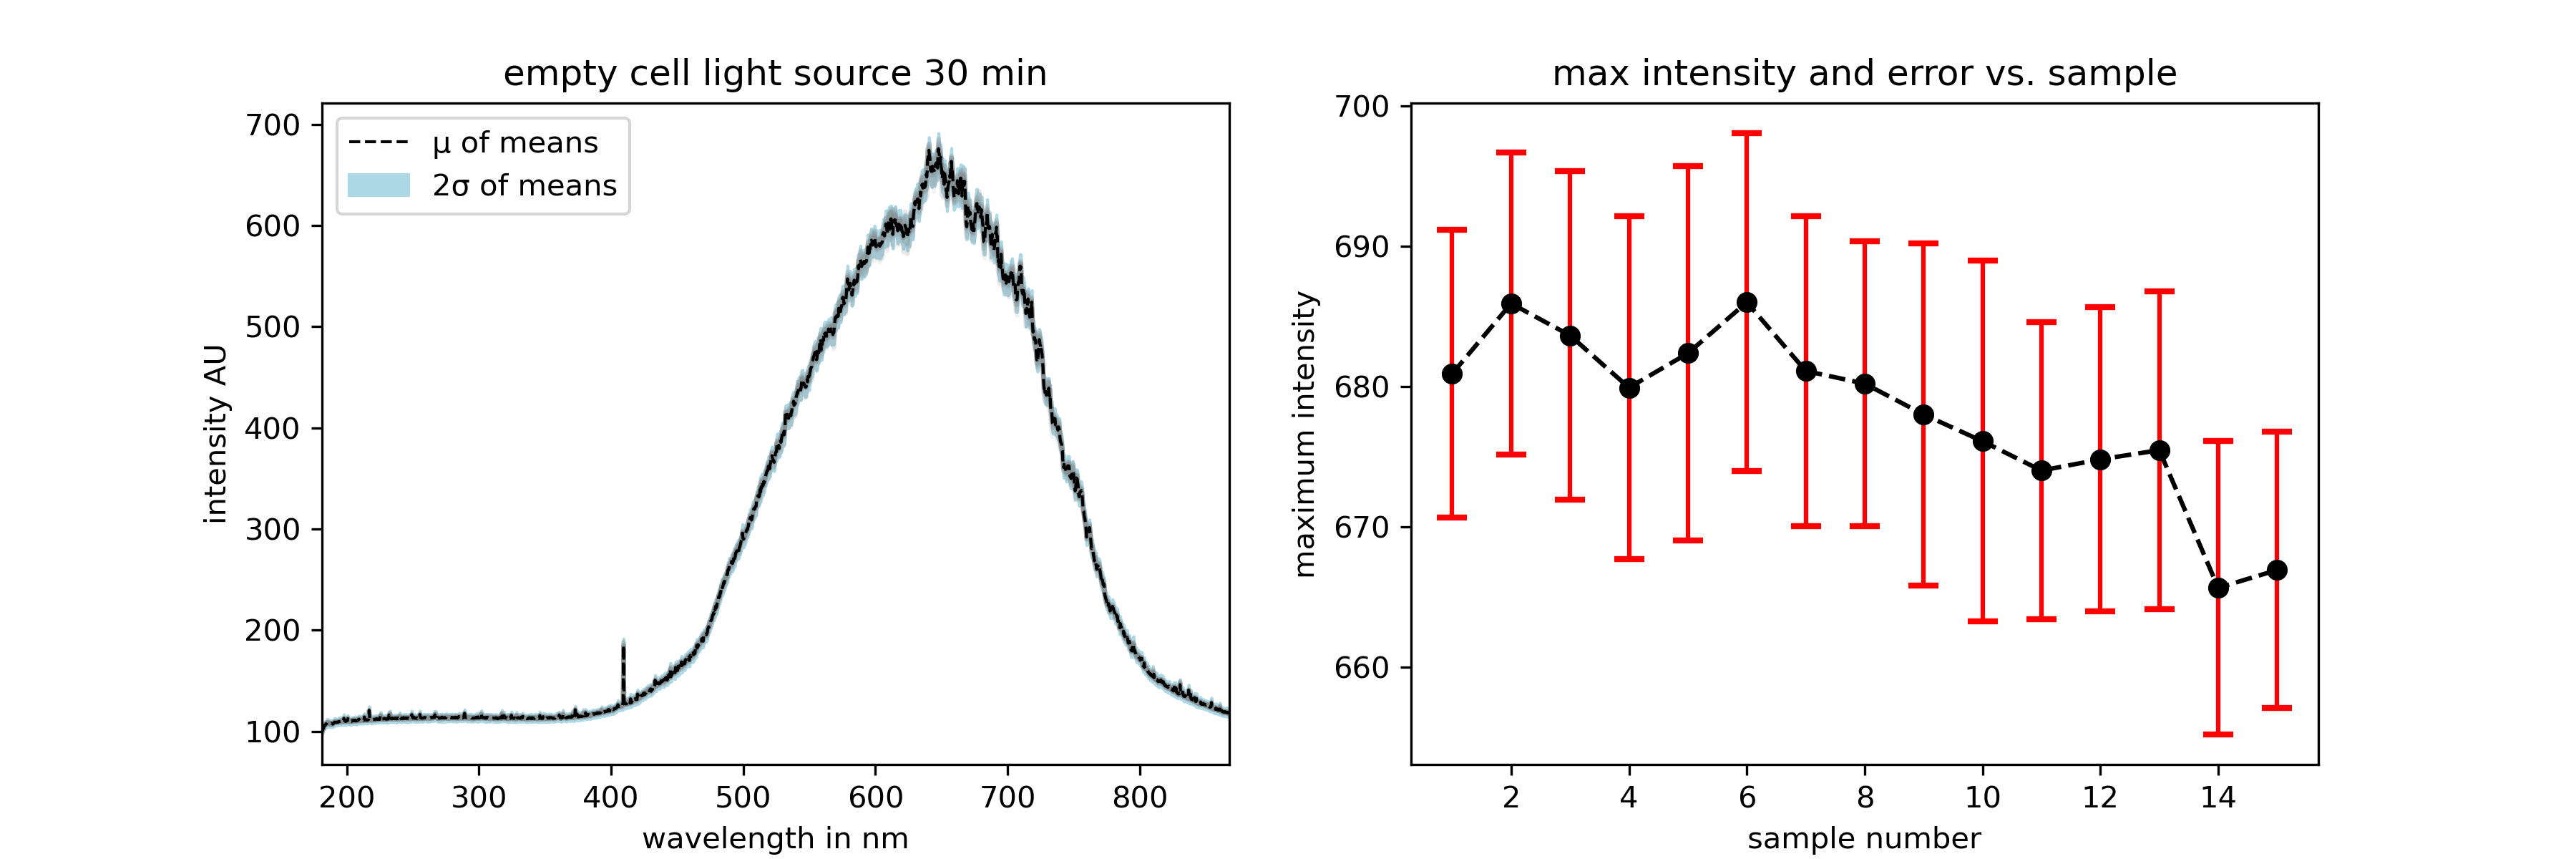 empty cell light source 30 min
700
600
500
400
300
200
100
intensity AU
μ of means
2σ of means
200 300 400 500 600 700 800
wavelength in nm
max intensity and error vs. sample
700
690
680
670
660
maximum intensity
2 4 6 8 10 12 14
sample number